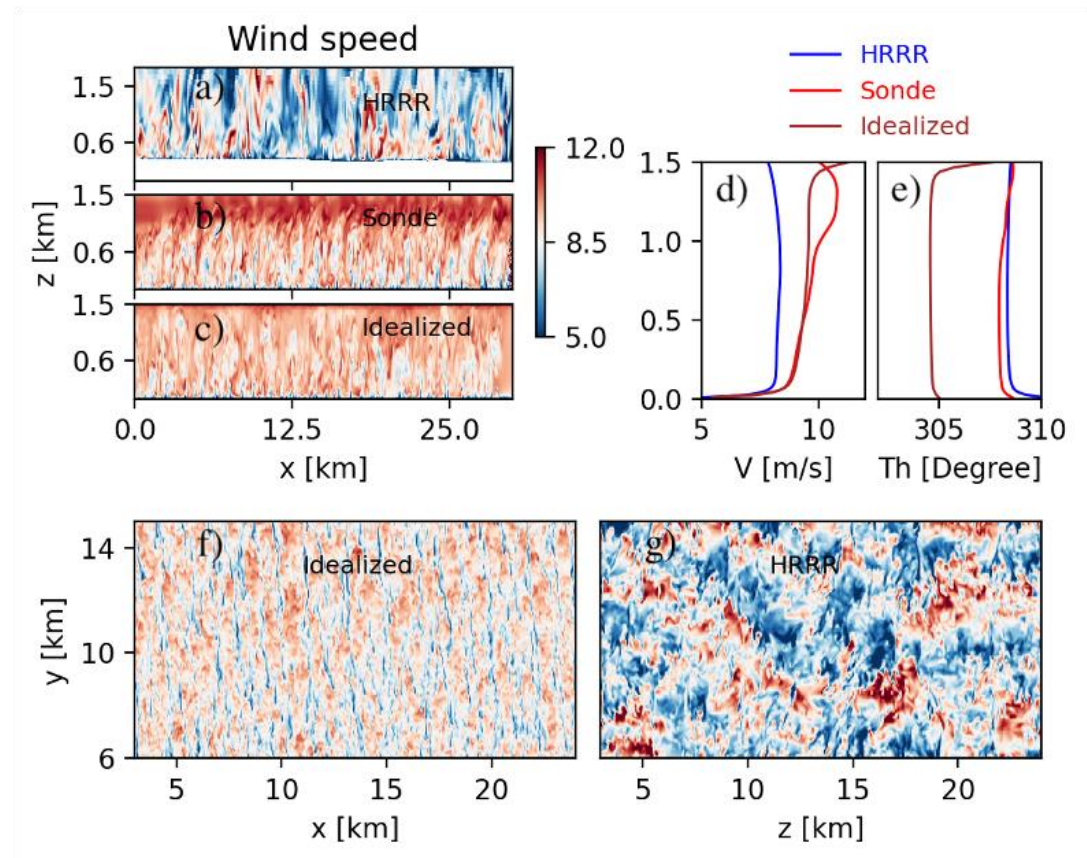 Wind speed
HRRR
Sonde
Idealized
a)
HRRR
1.5
0.6
b)
Sonde
1.5
0.6
z [km]
c)
Idealized
1.5
0.6
0.0 12.5 25.0
x [km]
12.0
8.5
5.0
d)
1.5
1.0
0.5
0.0
5 10
V [m/s]
e)
305 310
Th [Degree]
f)
Idealized
14
10
6
y [km]
5 10 15 20
x [km]
g)
HRRR
5 10 15 20
z [km]